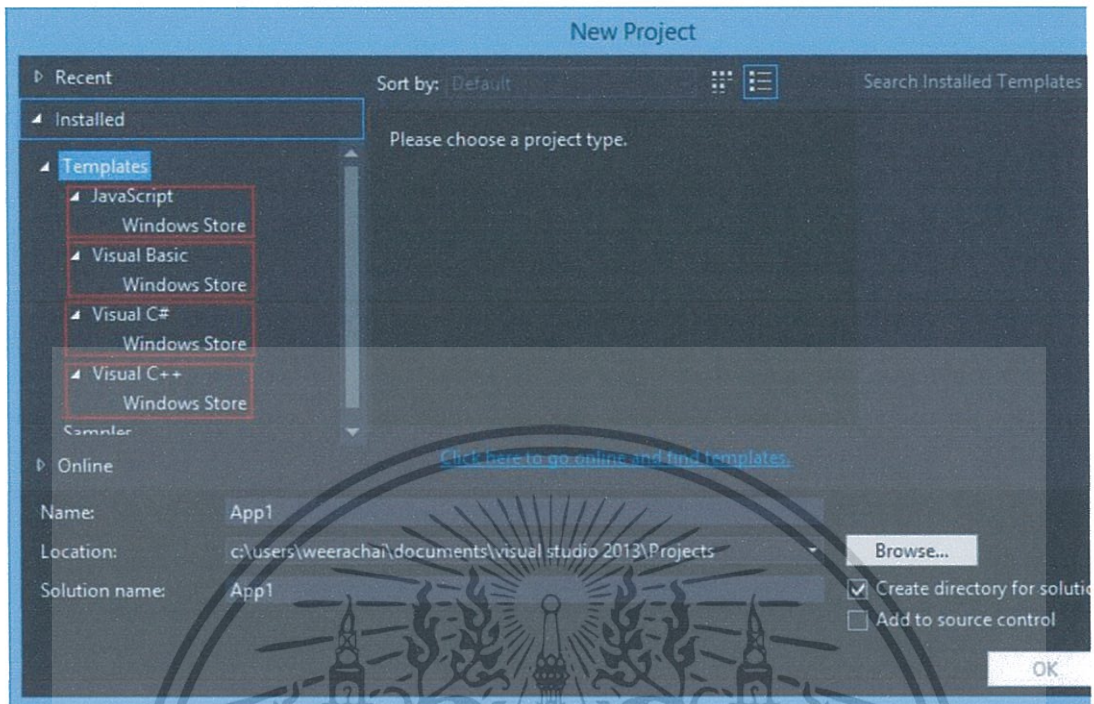 New Project
Recent
Installed
Templates
JavaScript
Windows Store
Visual Basic
Windows Store
Visual C#
Windows Store
Visual C++
Windows Store
Samples
Online
Sort by: Default
Search Installed Templates
Please choose a project type.
Click here to go online and find templates.
Name: App1
Location: c:\users\weerachai\documents\visual studio 2013\Projects
Browse...
Solution name: App1
Create directory for solutio
Add to source control
OK